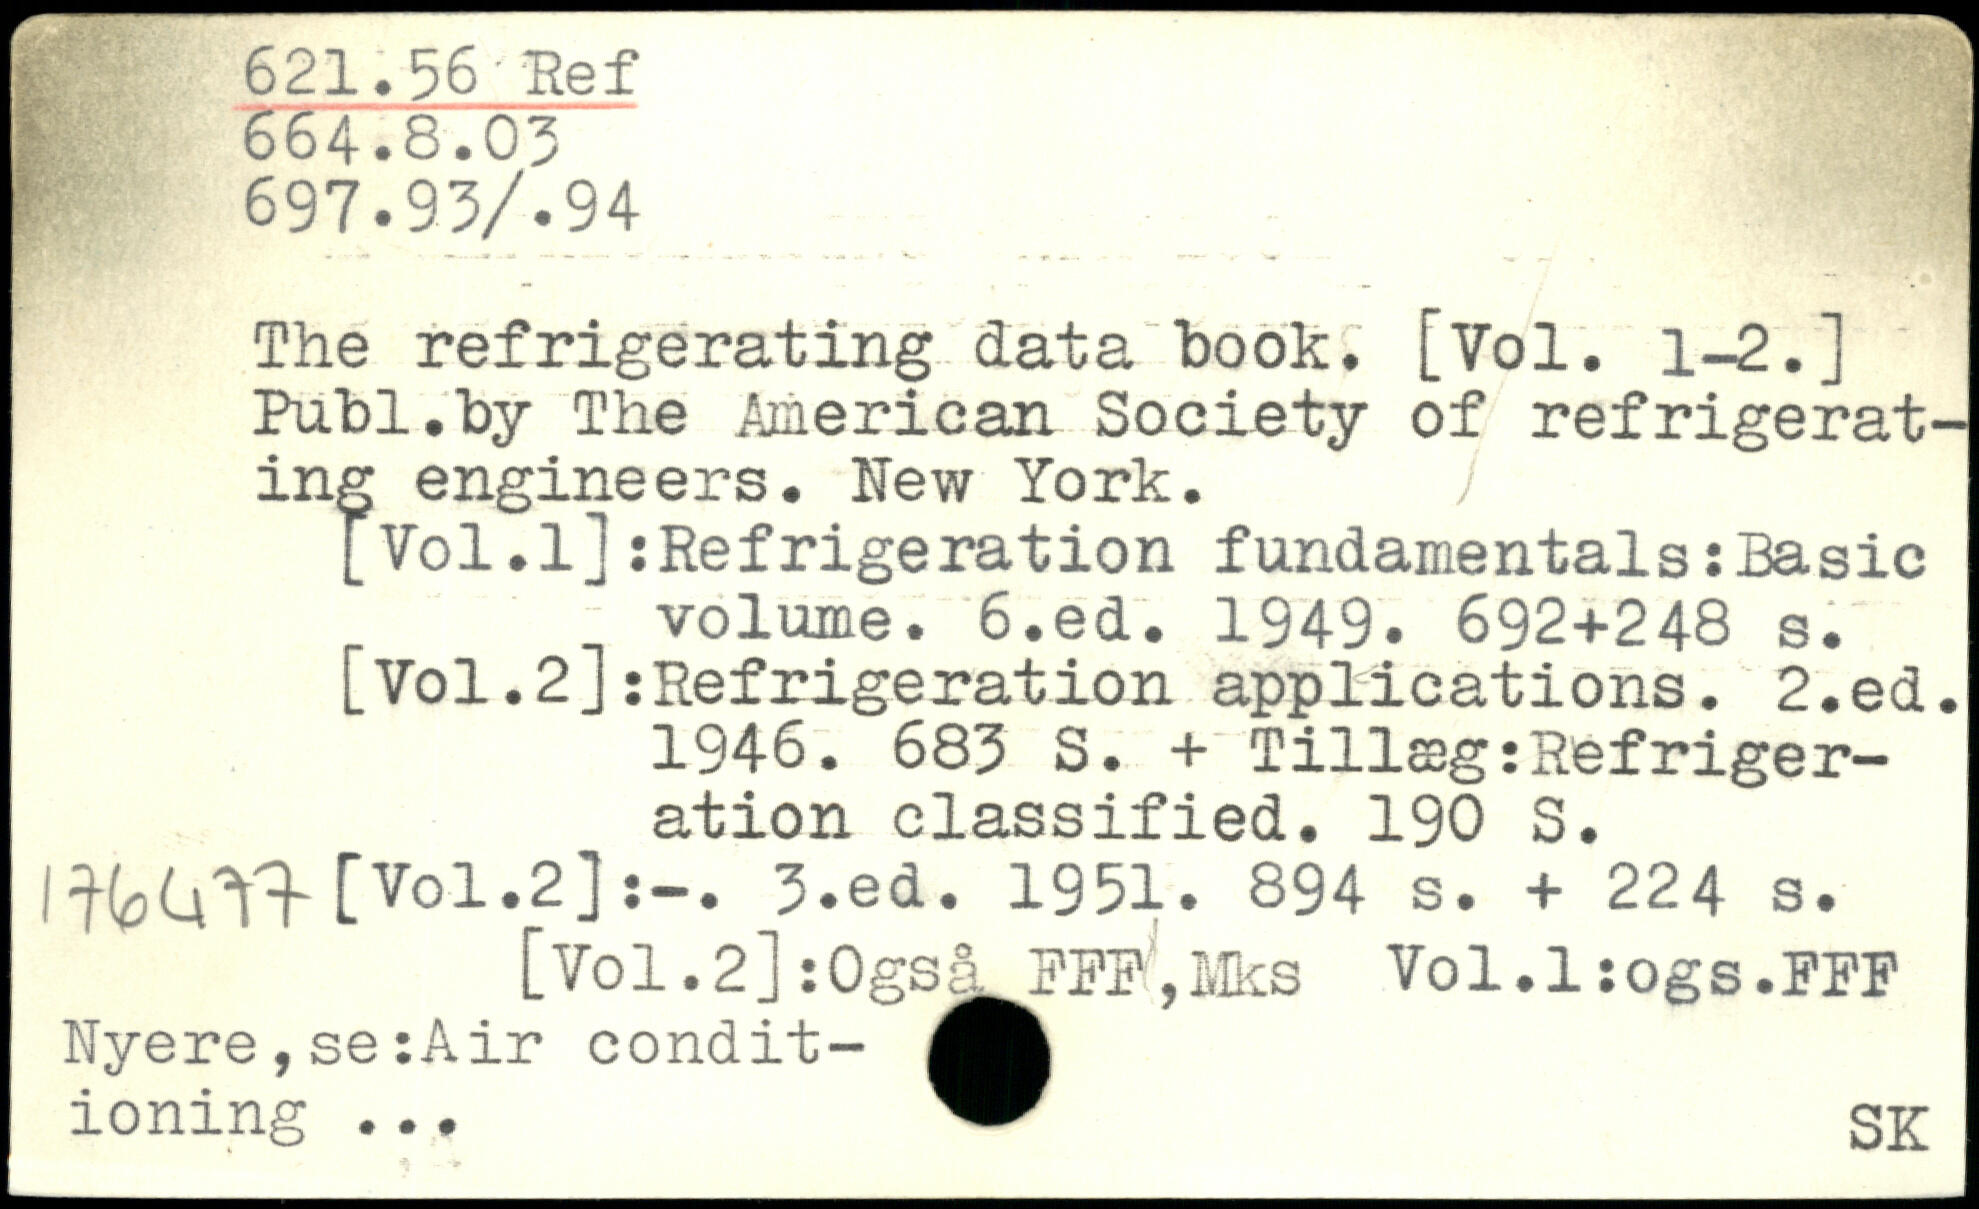 621.56 Ref
664.8.03
697.93/.94
The refrigerating data book. [Vol. 1-2.]
Publ.by The American Society of refrigerat-
ing engineers. New York.
[Vol.1]:Refrigeration fundamentals:Basic
volume. 6.ed. 1949. 692+248 s.
[Vol.2]:Refrigeration applications. 2.ed.
1946. 683 S. + Tillæg:Refriger-
ation classified. 190 S.
176477 [Vol.2]:-. 3.ed. 1951. 894 s. + 224 s.
[Vol.2]:Også FFF,Mks Vol.1:ogs.FFF
Nyere,se:Air condit-
ioning ...
SK